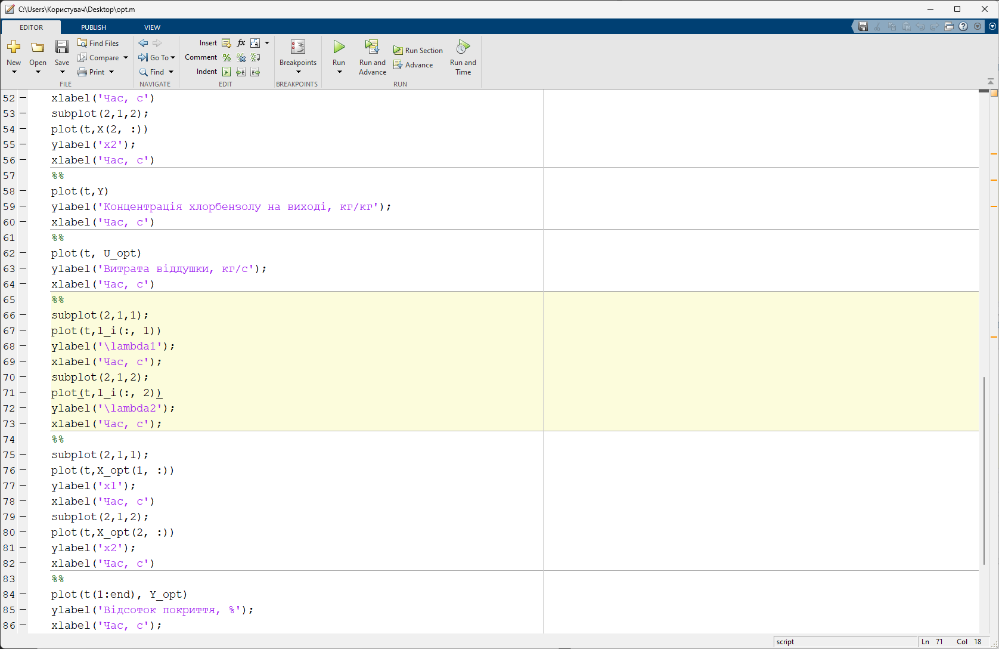 C:\Users\Користувач\Desktop\opt.m
EDITOR PUBLISH VIEW
New
Open
Save
Find Files
Compare
Print
FILE
Go To
Find
NAVIGATE
Insert
Comment
Indent
EDIT
Breakpoints
BREAKPOINTS
Run
Run and
Advance
Run Section
Advance
Run and
Time
RUN
52 xlabel('Час, с')
53 subplot(2,1,2);
54 plot(t,X(2, :))
55 ylabel('x2');
56 xlabel('Час, с')
57 %%
58 plot(t,Y)
59 ylabel('Концентрація хлорбензолу на виході, кг/кг');
60 xlabel('Час, с')
61 %%
62 plot(t, U_opt)
63 ylabel('Витрата віддушки, кг/с');
64 xlabel('Час, с')
65 %%
66 subplot(2,1,1);
67 plot(t,l_i(:, 1))
68 ylabel('\lambda1');
69 xlabel('Час, с');
70 subplot(2,1,2);
71 plot(t,l_i(:, 2))
72 ylabel('\lambda2');
73 xlabel('Час, с');
74 %%
75 subplot(2,1,1);
76 plot(t,X_opt(1, :))
77 ylabel('x1');
78 xlabel('Час, с')
79 subplot(2,1,2);
80 plot(t,X_opt(2, :))
81 ylabel('x2');
82 xlabel('Час, с')
83 %%
84 plot(t(1:end), Y_opt)
85 ylabel('Відсоток покриття, %');
86 xlabel('Час, с');
script Ln 71 Col 18